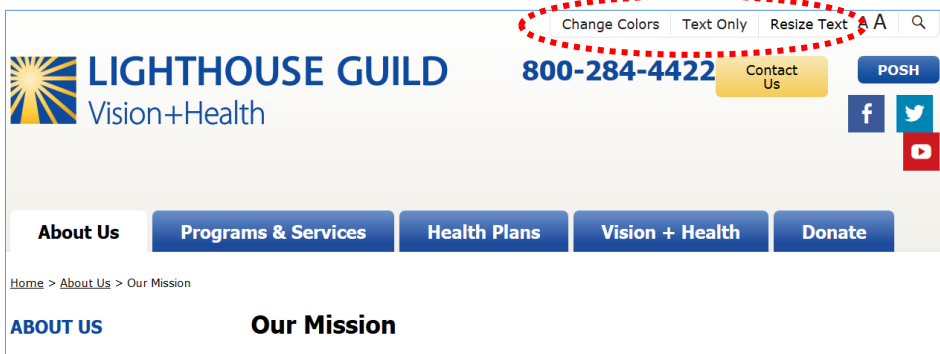 Change Colors Text Only Resize Text A A
LIGHTHOUSE GUILD
Vision+Health
800-284-4422
Contact
Us
POSH
f
About Us Programs & Services Health Plans Vision + Health Donate
Home > About Us > Our Mission
ABOUT US
Our Mission